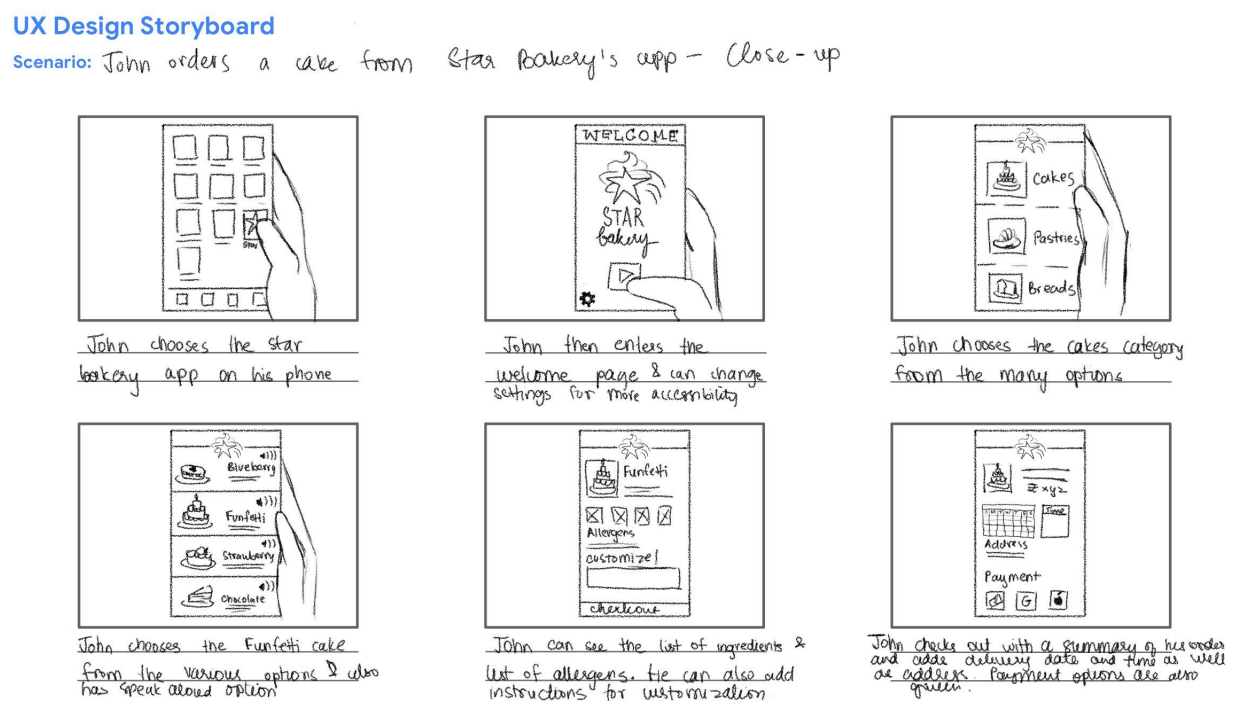 UX Design Storyboard
Scenario: John orders a cake from Star Bakery's app - Close-up
Star
WELCOME
STAR
bakery
Cakes
Pastries
Breads
John chooses the star
bakery app on his phone
John then enters the
welcome page & can change
settings for more accessibility
John chooses the cakes category
from the many options
Blueberry
Funfetti
Strawberry
Chocolate
Funfetti
Allergens
customize!
checkout
xyz
Time
Address
Payment
G
John chooses the Funfetti cake
from the various options & also
has speak aloud option
John can see the list of ingredients &
list of allergens. He can also add
instructions for customization
John checks out with a summary of his order
and adds delivery date and time as well
as address. Payment options are also
given.